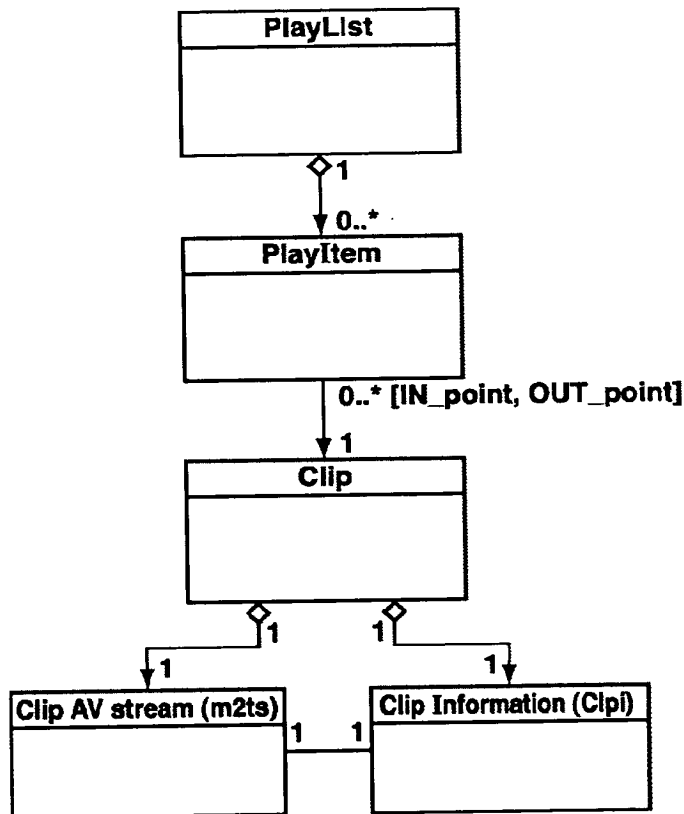 PlayList
1
0..*
PlayItem
0..* [IN_point, OUT_point]
1
Clip
1
1
1
1
Clip AV stream (m2ts)
Clip Information (Clpi)
1
1